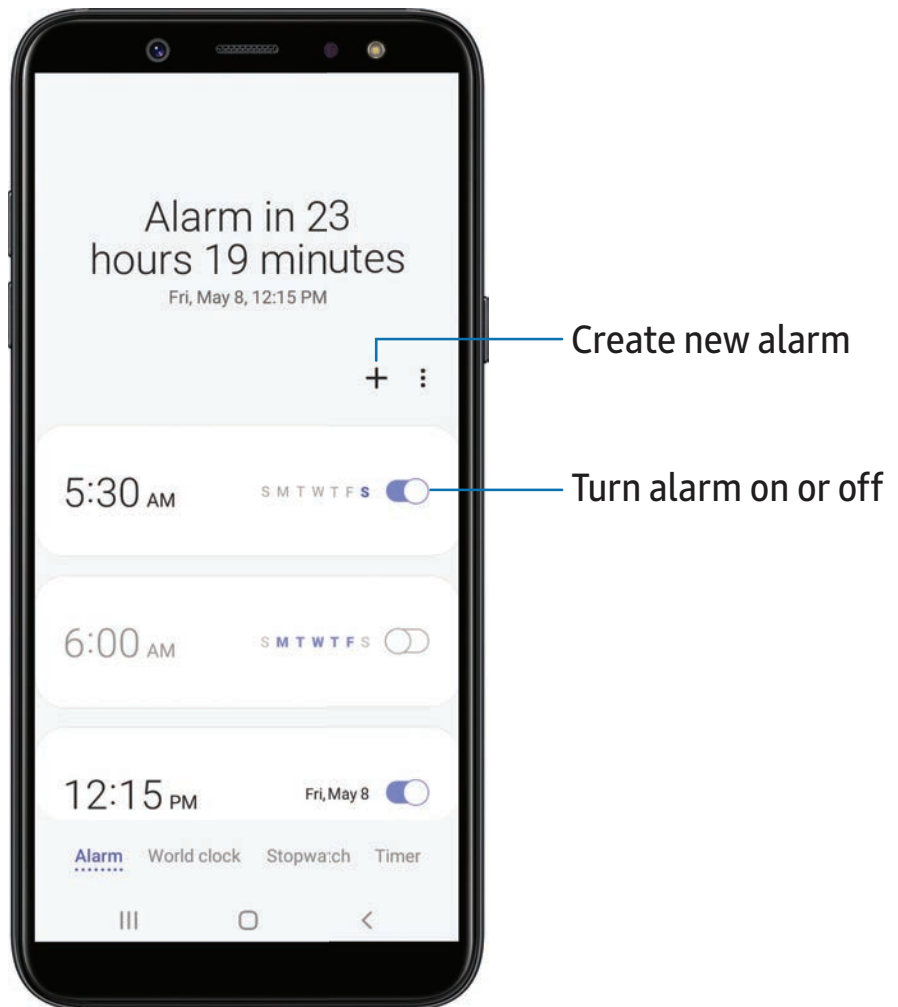 Alarm in 23
hours 19 minutes
Fri, May 8, 12:15 PM
Create new alarm
5:30 AM
S M T W T F S
Turn alarm on or off
6:00 AM
S M T W T F S
12:15 PM
Fri, May 8
Alarm World clock Stopwatch Timer